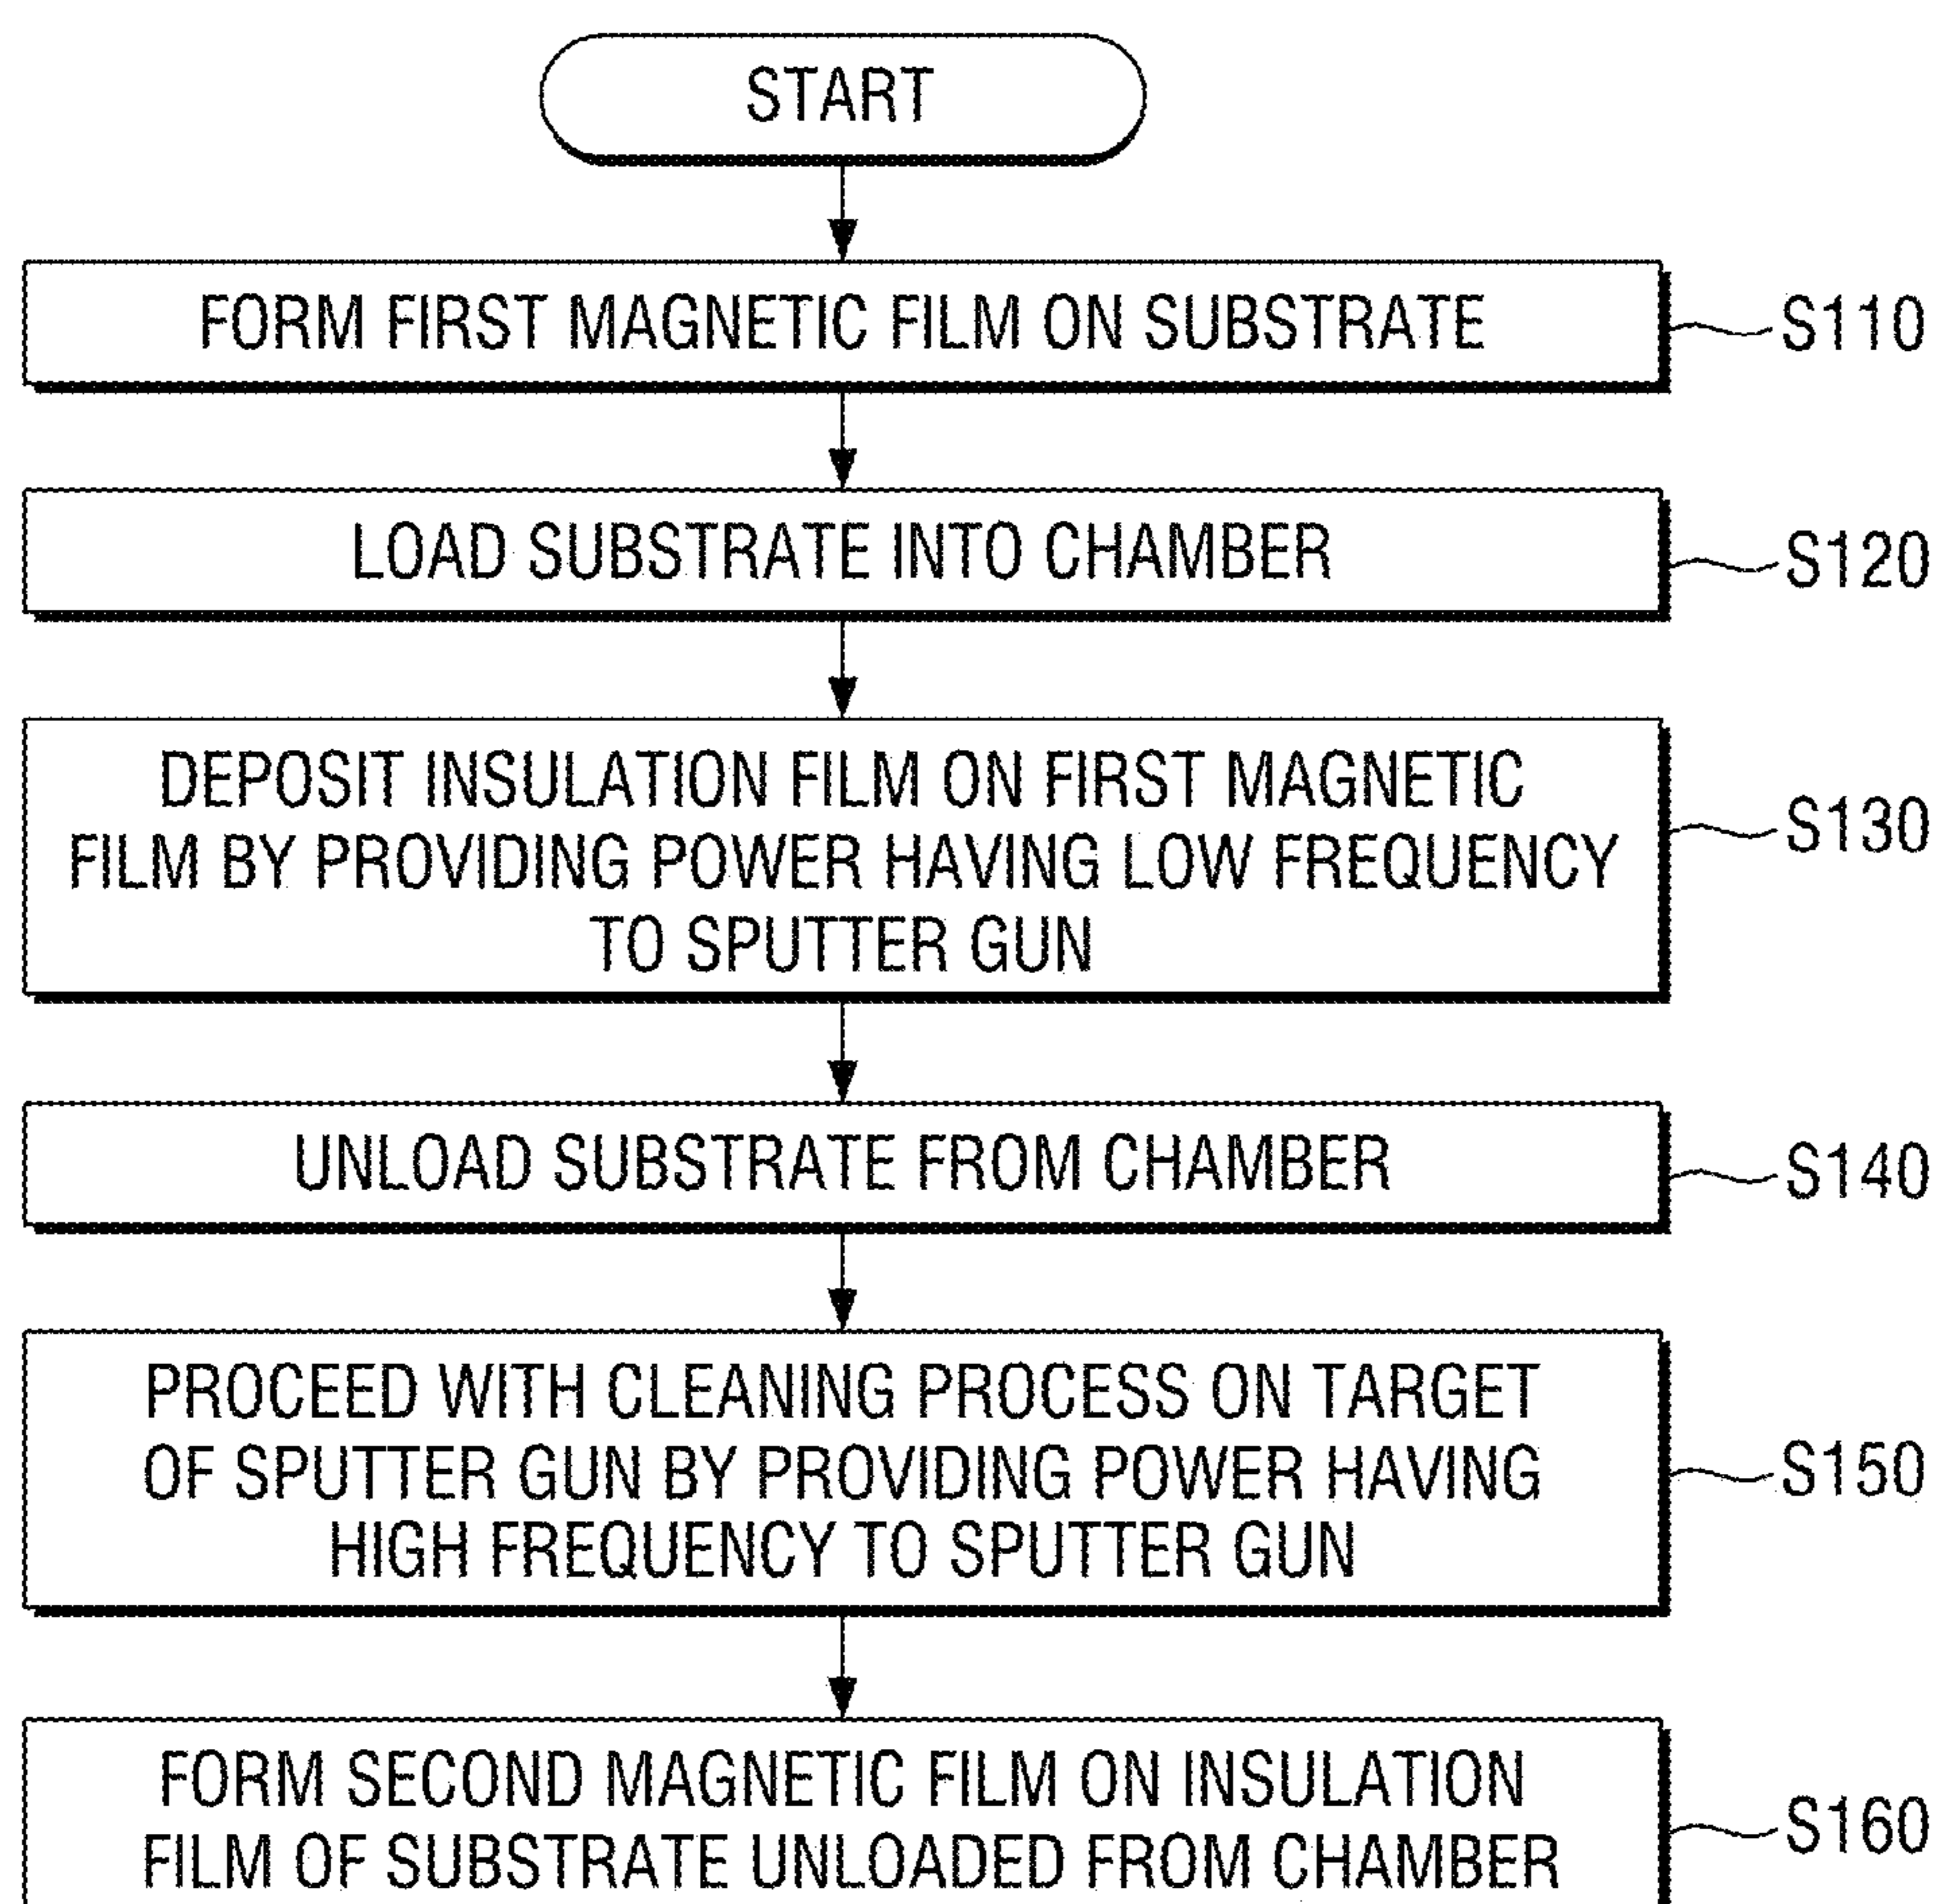 START
FORM FIRST MAGNETIC FILM ON SUBSTRATE
S110
LOAD SUBSTRATE INTO CHAMBER
S120
DEPOSIT INSULATION FILM ON FIRST MAGNETIC
FILM BY PROVIDING POWER HAVING LOW FREQUENCY
TO SPUTTER GUN
S130
UNLOAD SUBSTRATE FROM CHAMBER
S140
PROCEED WITH CLEANING PROCESS ON TARGET
OF SPUTTER GUN BY PROVIDING POWER HAVING
HIGH FREQUENCY TO SPUTTER GUN
S150
FORM SECOND MAGNETIC FILM ON INSULATION
FILM OF SUBSTRATE UNLOADED FROM CHAMBER
S160